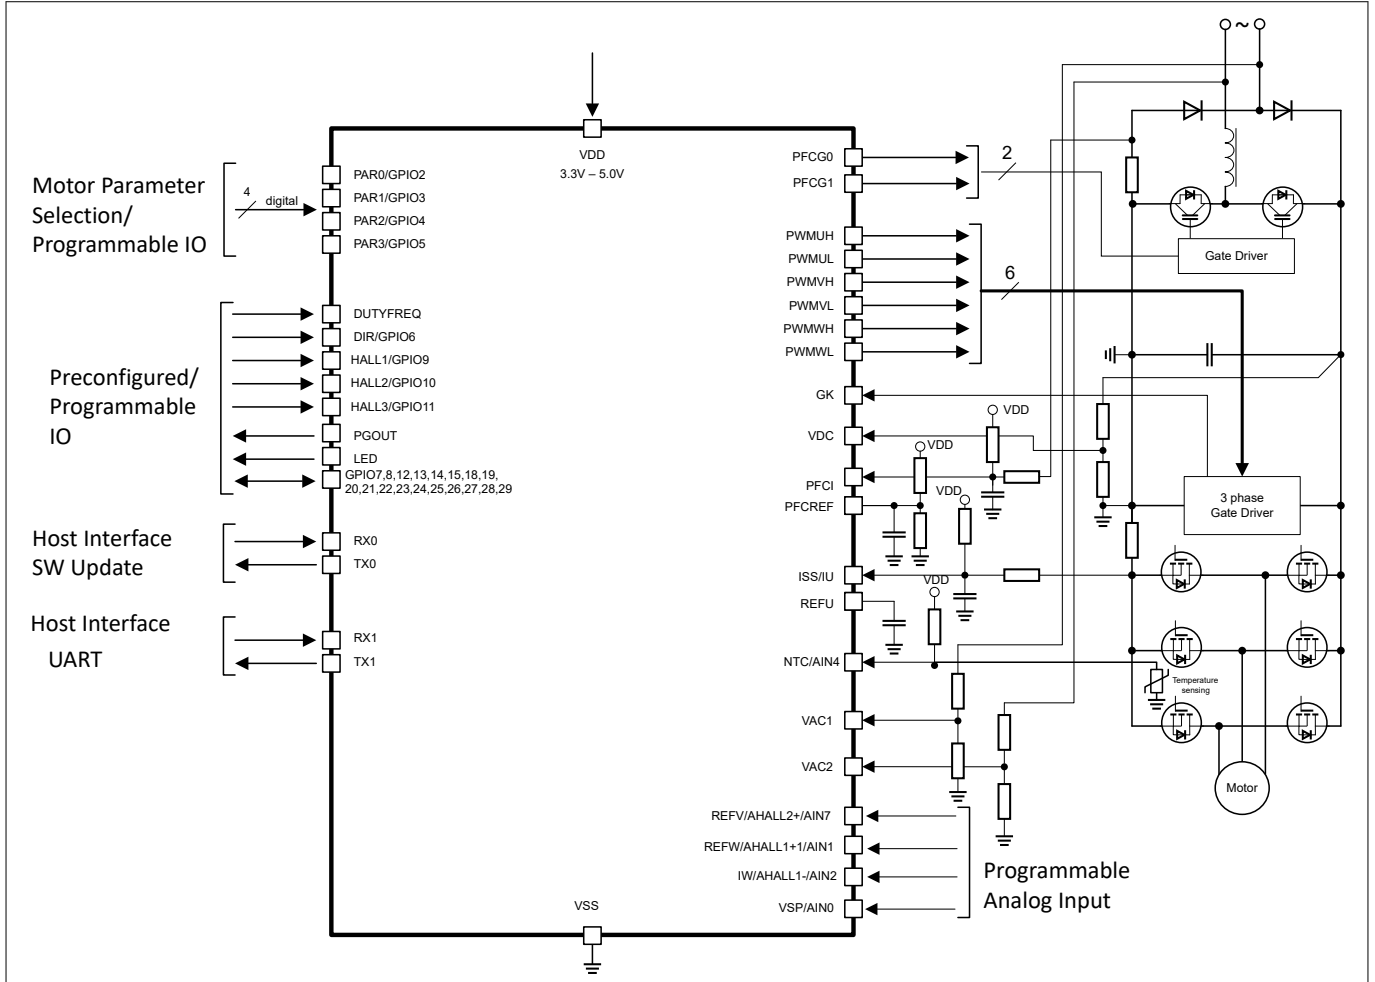 ~
VDD
3.3V – 5.0V
Motor Parameter
Selection/
Programmable IO
4
digital
PAR0/GPIO2
PAR1/GPIO3
PAR2/GPIO4
PAR3/GPIO5
Preconfigured/
Programmable
IO
DUTYFREQ
DIR/GPIO6
HALL1/GPIO9
HALL2/GPIO10
HALL3/GPIO11
PGOUT
LED
GPIO7,8,12,13,14,15,18,19,
20,21,22,23,24,25,26,27,28,29
Host Interface
SW Update
RX0
TX0
Host Interface
UART
RX1
TX1
VSS
PFCG0
PFCG1
2
PWMUH
PWMUL
PWMVH
PWMVL
PWMWH
PWMWL
6
GK
VDC
PFCI
PFCREF
ISS/IU
REFU
NTC/AIN4
VAC1
VAC2
REFV/AHALL2+/AIN7
REFW/AHALL1+1/AIN1
IW/AHALL1-/AIN2
VSP/AIN0
Programmable
Analog Input
VDD
VDD
VDD
VDD
Gate Driver
3 phase
Gate Driver
Temperature
sensing
Motor